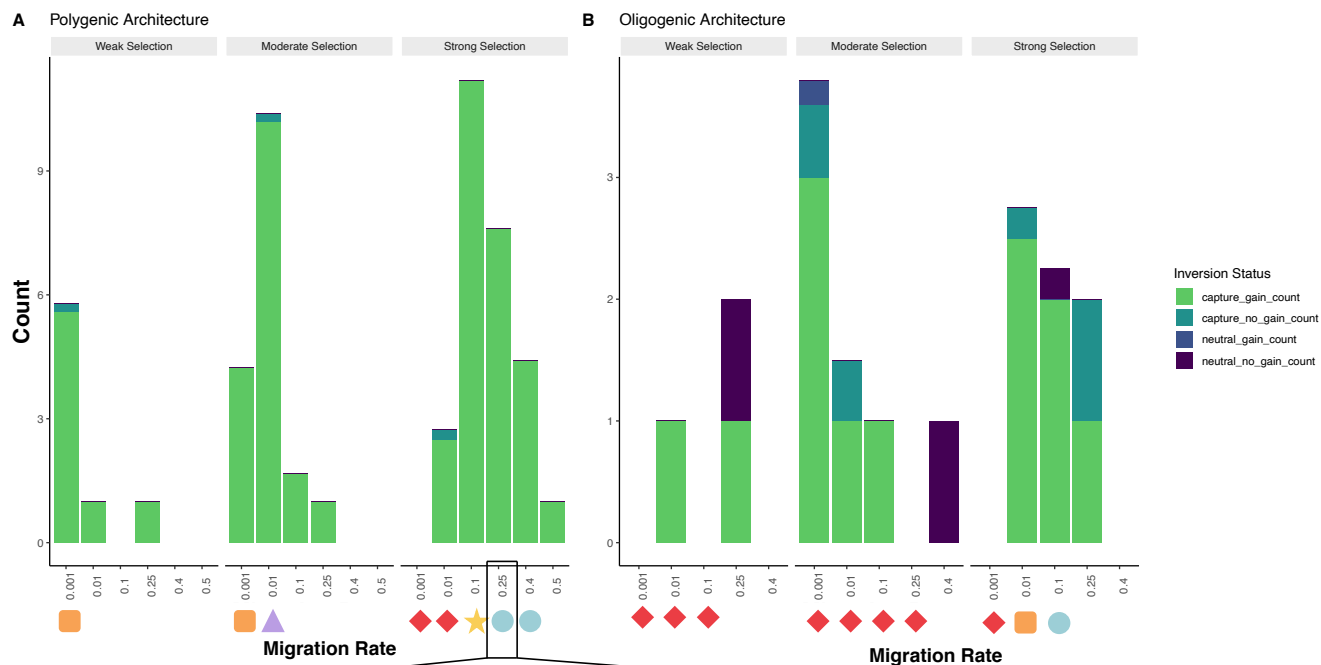 A Polygenic Architecture
Weak Selection Moderate Selection Strong Selection
Count
9
6
3
0
0.001 0.01 0.1 0.25 0.4 0.5 0.001 0.01 0.1 0.25 0.4 0.5 0.001 0.01 0.1 0.25 0.4 0.5
Migration Rate
B Oligogenic Architecture
Weak Selection Moderate Selection Strong Selection
3
2
1
0
0.001 0.01 0.1 0.25 0.4 0.001 0.01 0.1 0.25 0.4 0.001 0.01 0.1 0.25 0.4
Migration Rate
Inversion Status
capture_gain_count
capture_no_gain_count
neutral_gain_count
neutral_no_gain_count